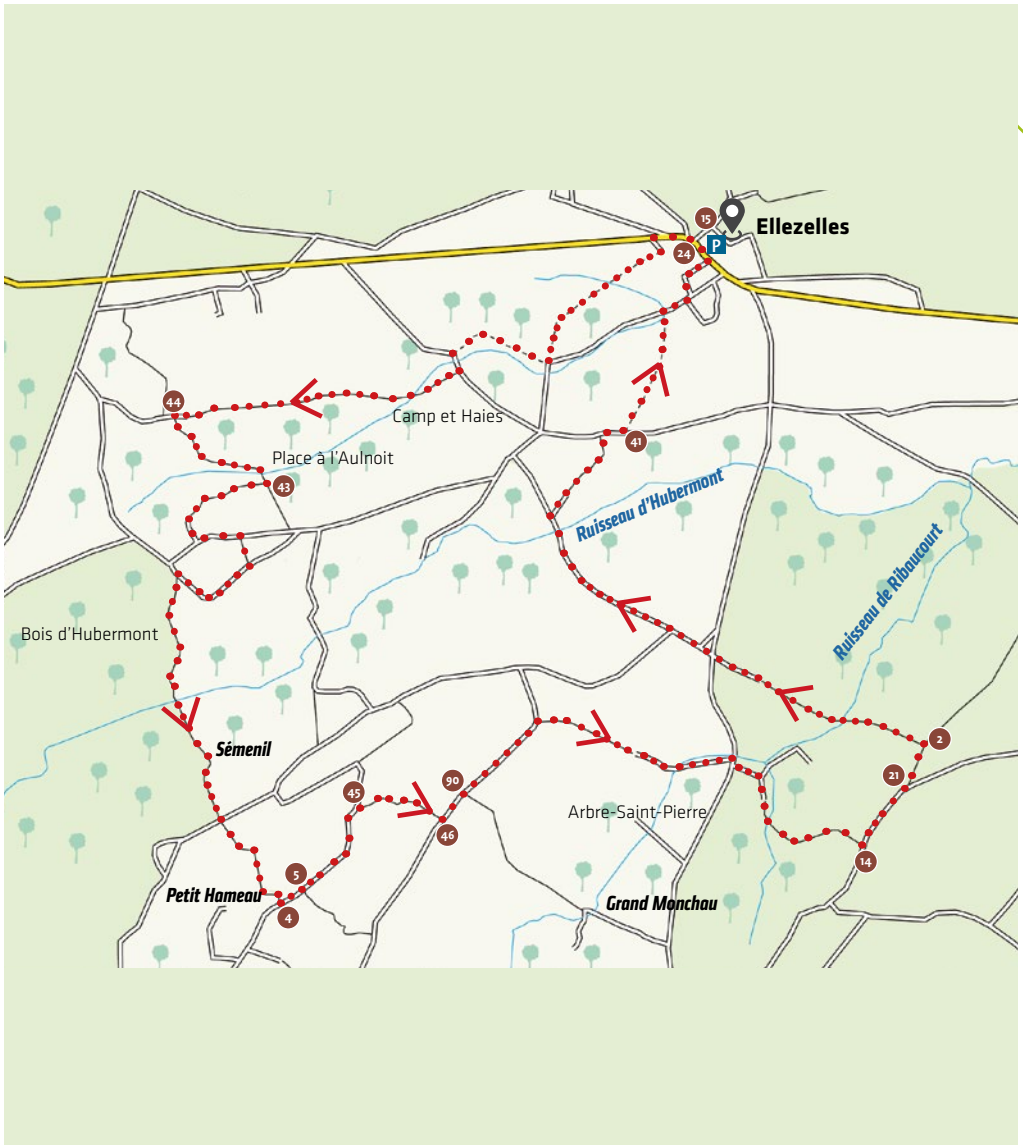 15
Ellezelles
P
24
44
Camp et Haies
41
Place à l'Aulnoit
43
Ruisseau d'Hubermont
Ruisseau de Ribaucourt
Bois d'Hubermont
Sémenil
2
21
90
45
Arbre-Saint-Pierre
46
14
5
Petit Hameau
4
Grand Monchau